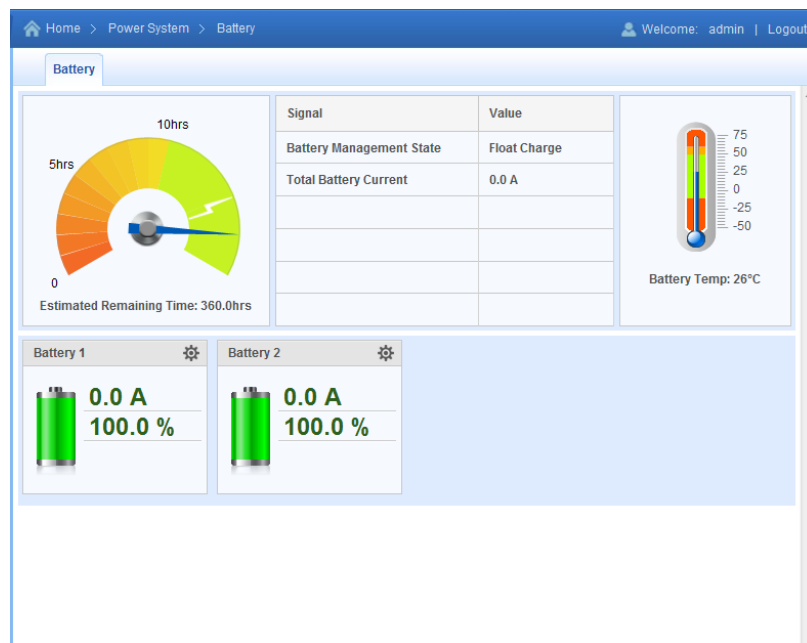 Home > Power System > Battery
Welcome: admin | Logout
Battery
10hrs
5hrs
0
Estimated Remaining Time: 360.0hrs
Signal Value
Battery Management State Float Charge
Total Battery Current 0.0 A
75
50
25
0
-25
-50
Battery Temp: 26°C
Battery 1
0.0 A
100.0 %
Battery 2
0.0 A
100.0 %